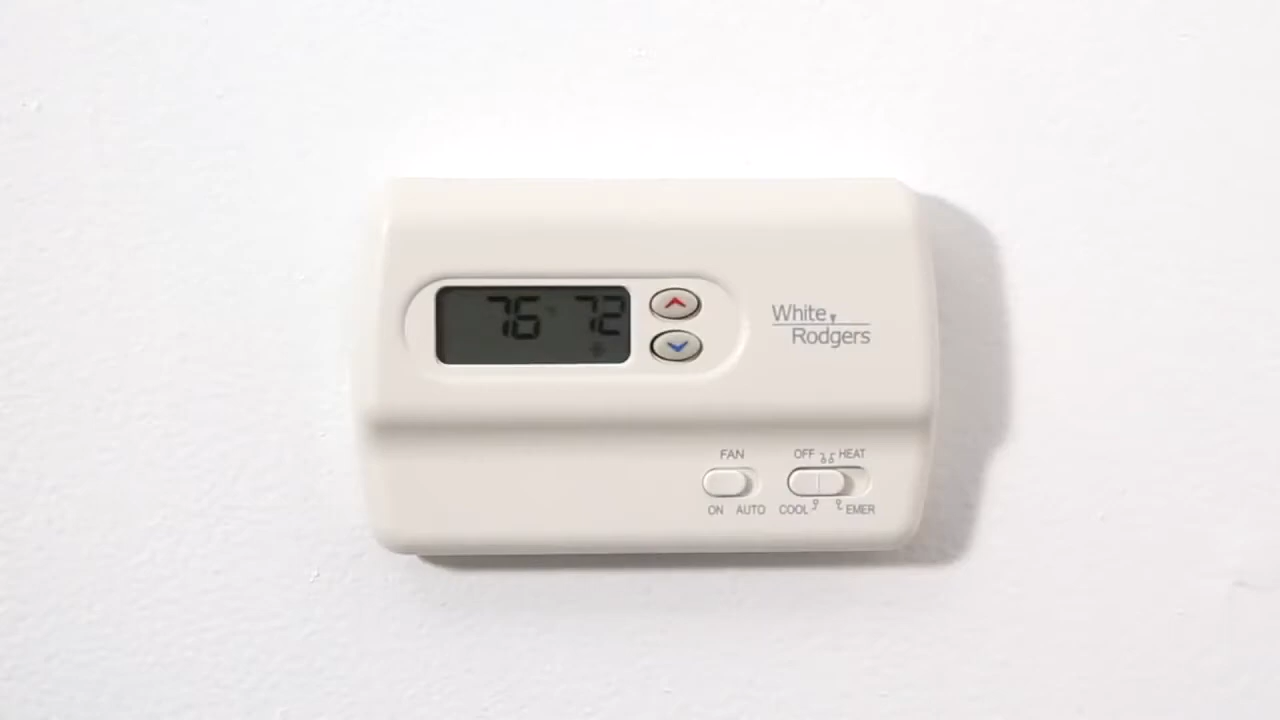 76° 72
White
Rodgers
FAN
OFF HEAT
ON AUTO
COOL EMER